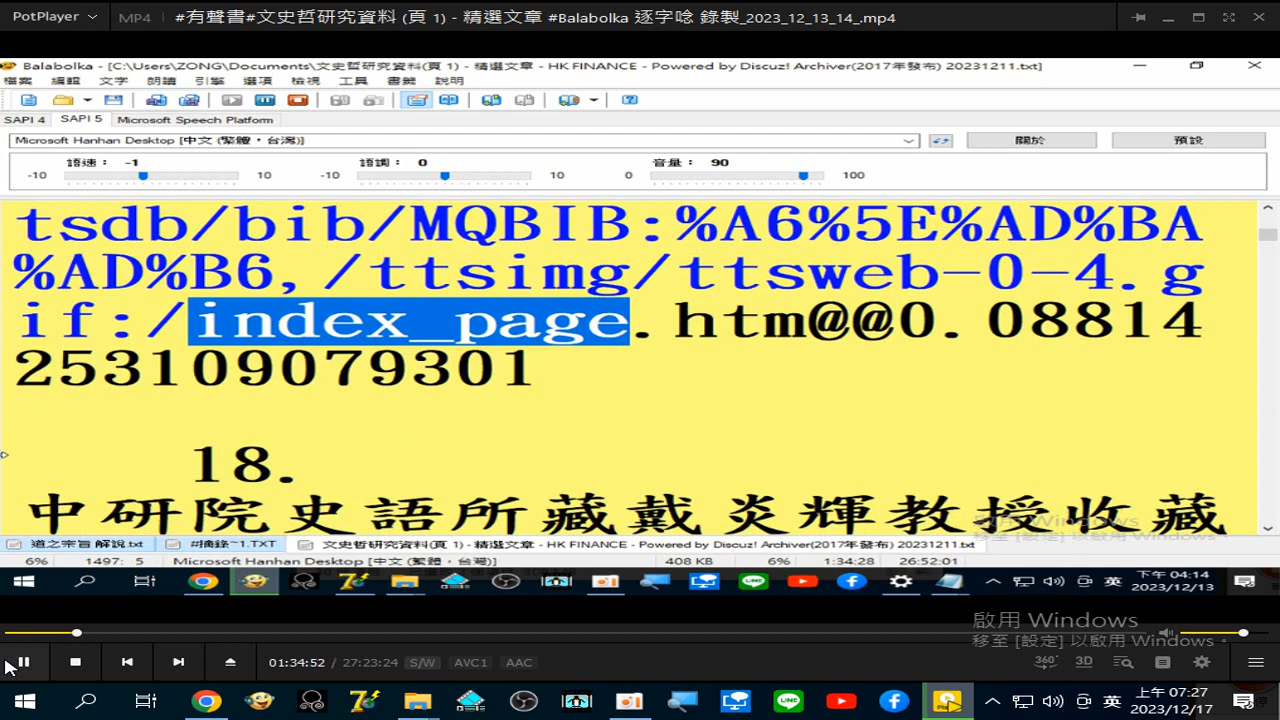 PotPlayer MP4 #有聲書#文史哲研究資料 (頁 1) - 精選文章 #Balabolka 逐字唸 錄製_2023_12_13_14_.mp4
Balabolka - [C:\Users\ZONG\Documents\文史哲研究資料(頁 1) - 精選文章 - HK FINANCE - Powered by Discuz! Archiver(2017年發布) 20231211.txt]
檔案 編輯 文字 朗讀 引擎 選項 檢視 工具 書籤 說明
SAPI 4 SAPI 5 Microsoft Speech Platform
Microsoft Hanhan Desktop [中文 (繁體，台灣)] 關於 預設
語速： -1 語調： 0 音量： 90
-10 10 -10 10 0 100
tsdb/bib/MQBIB:%A6%5E%AD%BA
%AD%B6,/ttsimg/ttsweb-0-4.g
if:/index_page.htm@@0.08814
253109079301
18.
中研院史語所藏戴炎輝教授收藏
啟用 Windows
移至 [設定] 以啟用 Windows。
道之宗旨 解說.txt #摘錄~1.TXT 文史哲研究資料(頁 1) - 精選文章 - HK FINANCE - Powered by Discuz! Archiver(2017年發布) 20231211.txt
6% 1497: 5 Microsoft Hanhan Desktop [中文 (繁體，台灣)] 408 KB 6% 1:34:28 26:52:01
英 下午 04:14
2023/12/13
啟用 Windows
移至 [設定] 以啟用 Windows。
01:34:52 / 27:23:24 S/W AVC1 AAC 360° 3D
英 上午 07:27
2023/12/17